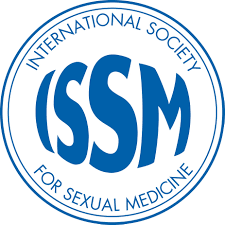 INTERNATIONAL SOCIETY
ISSM
FOR SEXUAL MEDICINE